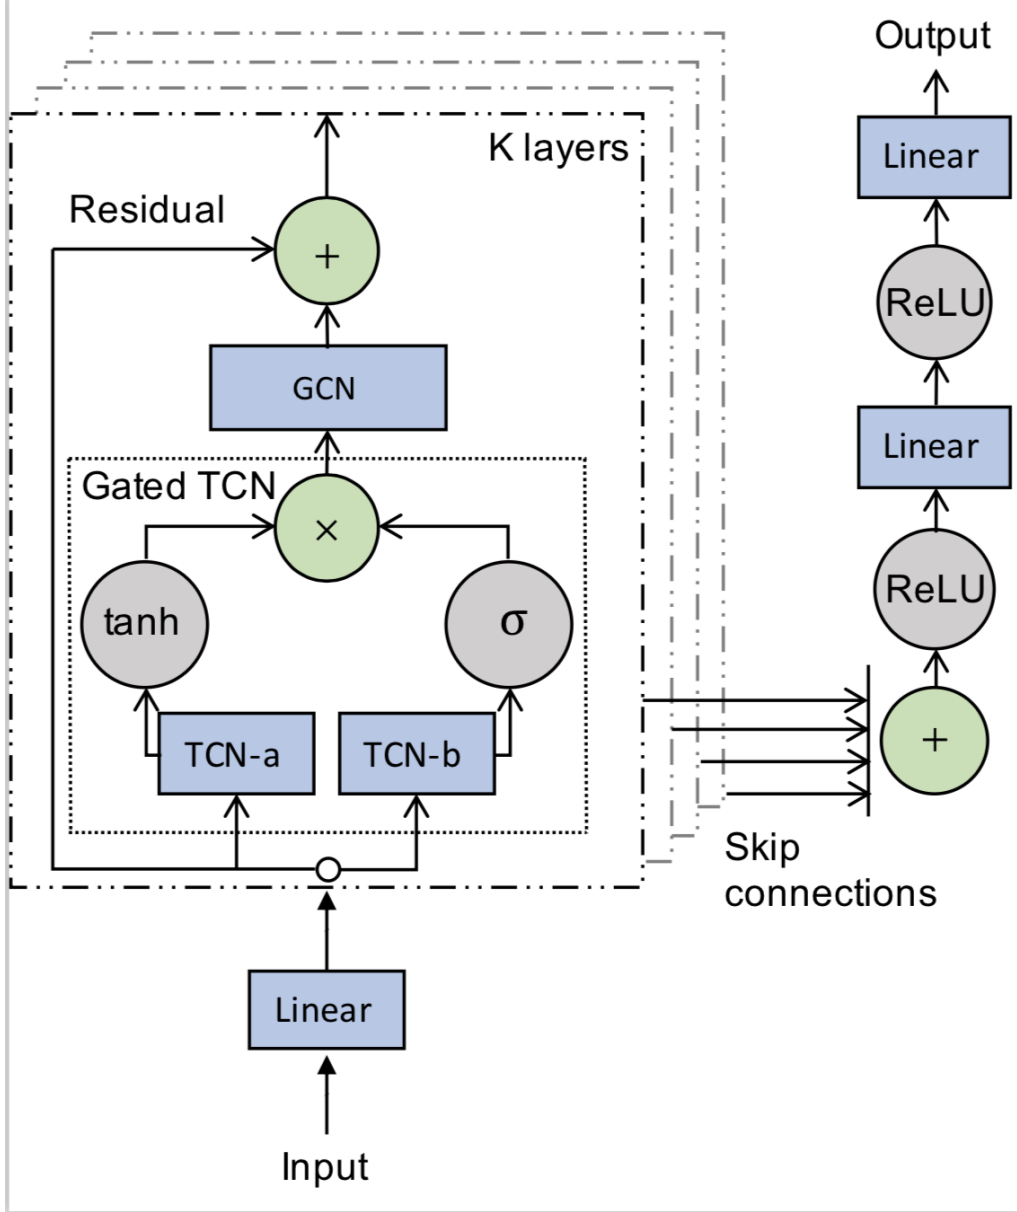 Output
K layers
Linear
Residual
+
ReLU
GCN
Linear
Gated TCN
×
ReLU
tanh
σ
TCN-a
TCN-b
+
Skip
connections
Linear
Input